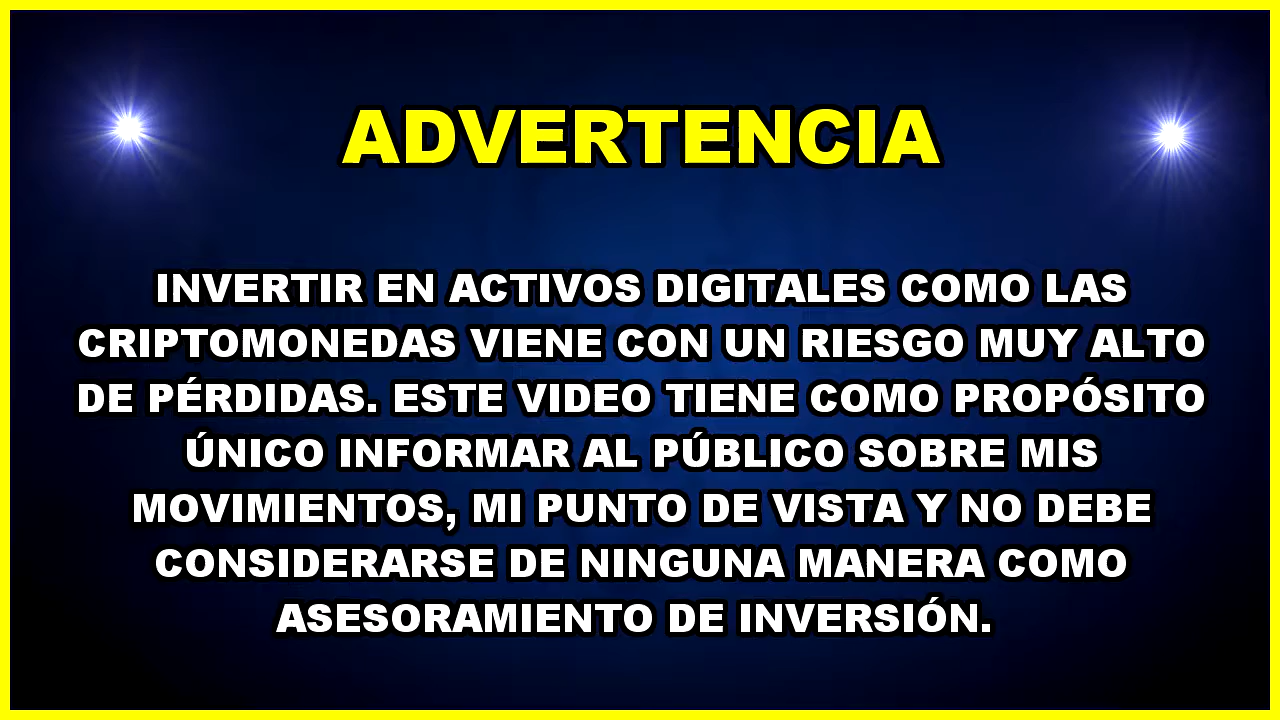 ADVERTENCIA
INVERTIR EN ACTIVOS DIGITALES COMO LAS
CRIPTOMONEDAS VIENE CON UN RIESGO MUY ALTO
DE PÉRDIDAS. ESTE VIDEO TIENE COMO PROPÓSITO
ÚNICO INFORMAR AL PÚBLICO SOBRE MIS
MOVIMIENTOS, MI PUNTO DE VISTA Y NO DEBE
CONSIDERARSE DE NINGUNA MANERA COMO
ASESORAMIENTO DE INVERSIÓN.